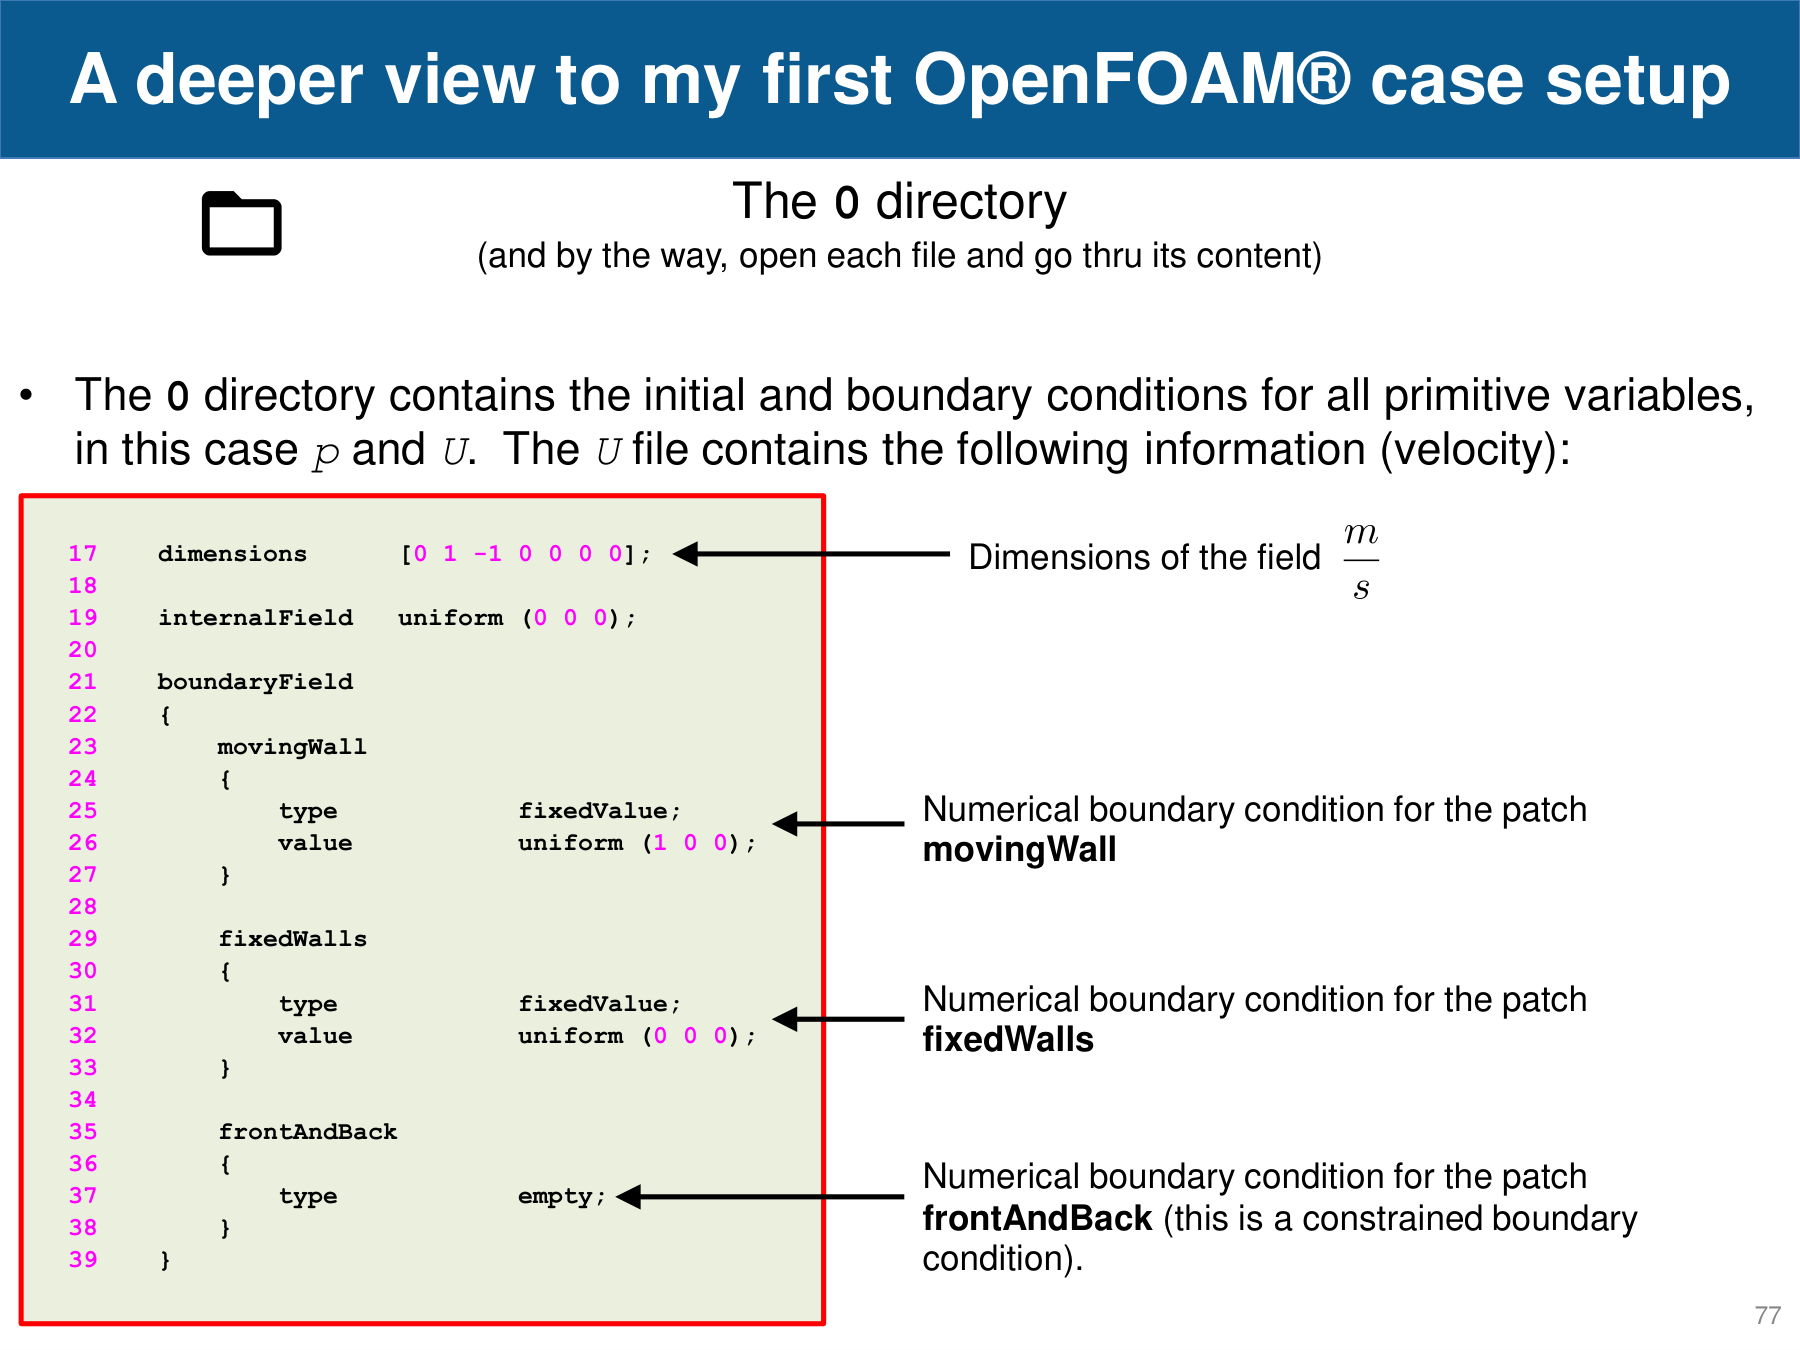 A deeper view to my first OpenFOAM® case setup
The 0 directory
(and by the way, open each file and go thru its content)
• The 0 directory contains the initial and boundary conditions for all primitive variables,
in this case p and U. The U file contains the following information (velocity):
17 dimensions [0 1 -1 0 0 0 0];
18
19 internalField uniform (0 0 0);
20
21 boundaryField
22 {
23 movingWall
24 {
25 type fixedValue;
26 value uniform (1 0 0);
27 }
28
29 fixedWalls
30 {
31 type fixedValue;
32 value uniform (0 0 0);
33 }
34
35 frontAndBack
36 {
37 type empty;
38 }
39 }
Dimensions of the field m/s
Numerical boundary condition for the patch
movingWall
Numerical boundary condition for the patch
fixedWalls
Numerical boundary condition for the patch
frontAndBack (this is a constrained boundary
condition).
77